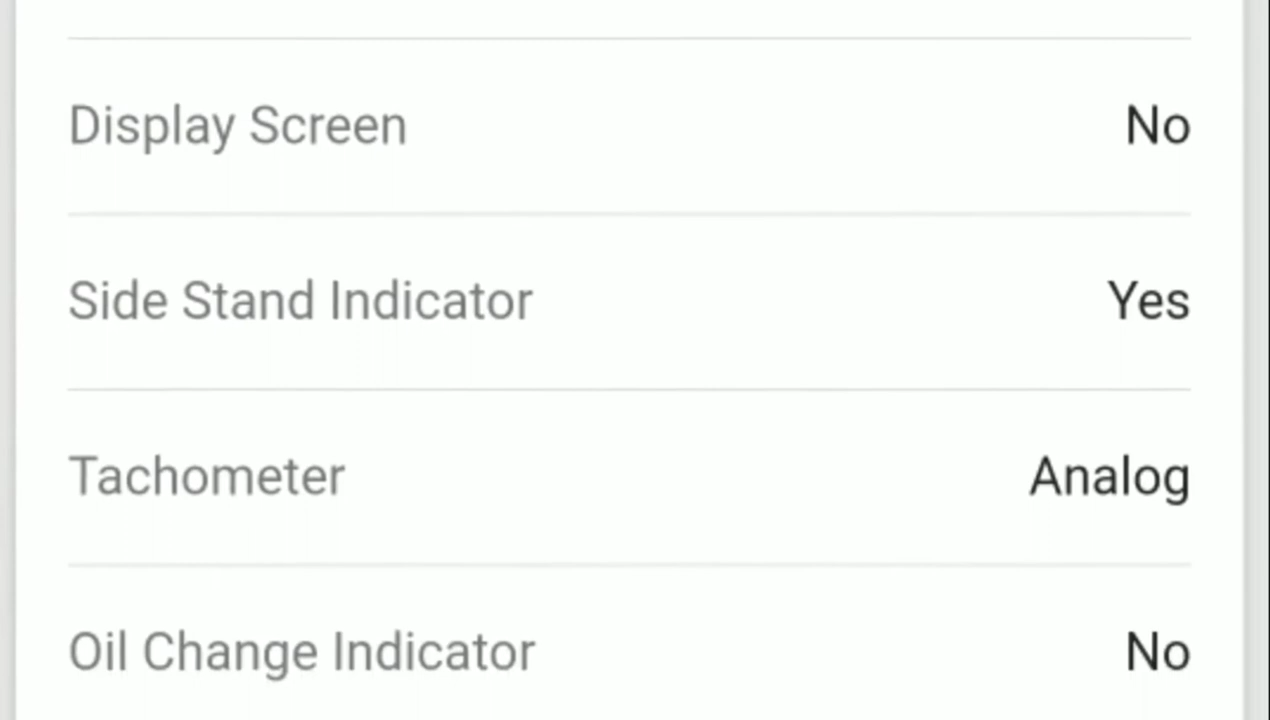 Display Screen No
Side Stand Indicator Yes
Tachometer Analog
Oil Change Indicator No